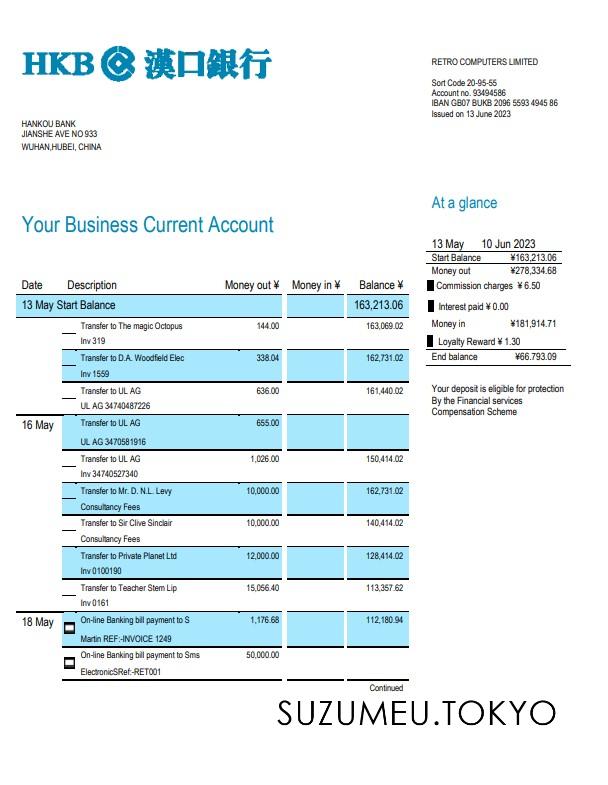 HKB 漢口銀行
RETRO COMPUTERS LIMITED
Sort Code 20-95-55
Account no. 93494586
IBAN GB07 BUKB 2096 5593 4945 86
Issued on 13 June 2023
HANKOU BANK
JIANSHE AVE NO 933
WUHAN,HUBEI, CHINA
At a glance
13 May 10 Jun 2023
Start Balance ¥163,213.06
Money out ¥278,334.68
Commission charges ¥ 6.50
Interest paid ¥ 0.00
Money in ¥181,914.71
Loyalty Reward ¥ 1.30
End balance ¥66.793.09
Your deposit is eligible for protection
By the Financial services
Compensation Scheme
Your Business Current Account
Date Description Money out ¥ Money in ¥ Balance ¥
13 May Start Balance 163,213.06
Transfer to The magic Octopus 144.00 163,069.02
Inv 319
Transfer to D.A. Woodfield Elec 338.04 162,731.02
Inv 1559
Transfer to UL AG 636.00 161,440.02
UL AG 34740487226
16 May 655.00
UL AG 3470581916
Transfer to UL AG 1,026.00 150,414.02
Inv 34740527340
Transfer to Mr. D. N.L. Levy 10,000.00 162,731.02
Consultancy Fees
Transfer to Sir Clive Sinclair 10,000.00 140,414.02
Consultancy Fees
Transfer to Private Planet Ltd 12,000.00 128,414.02
Inv 0100190
Transfer to Teacher Stem Lip 15,056.40 113,357.62
Inv 0161
18 May On-line Banking bill payment to S 1,176.68 112,180.94
Martin REF:-INVOICE 1249
On-line Banking bill payment to Sms 50,000.00
ElectronicSRef:-RET001
Continued
SUZUMEU.TOKYO